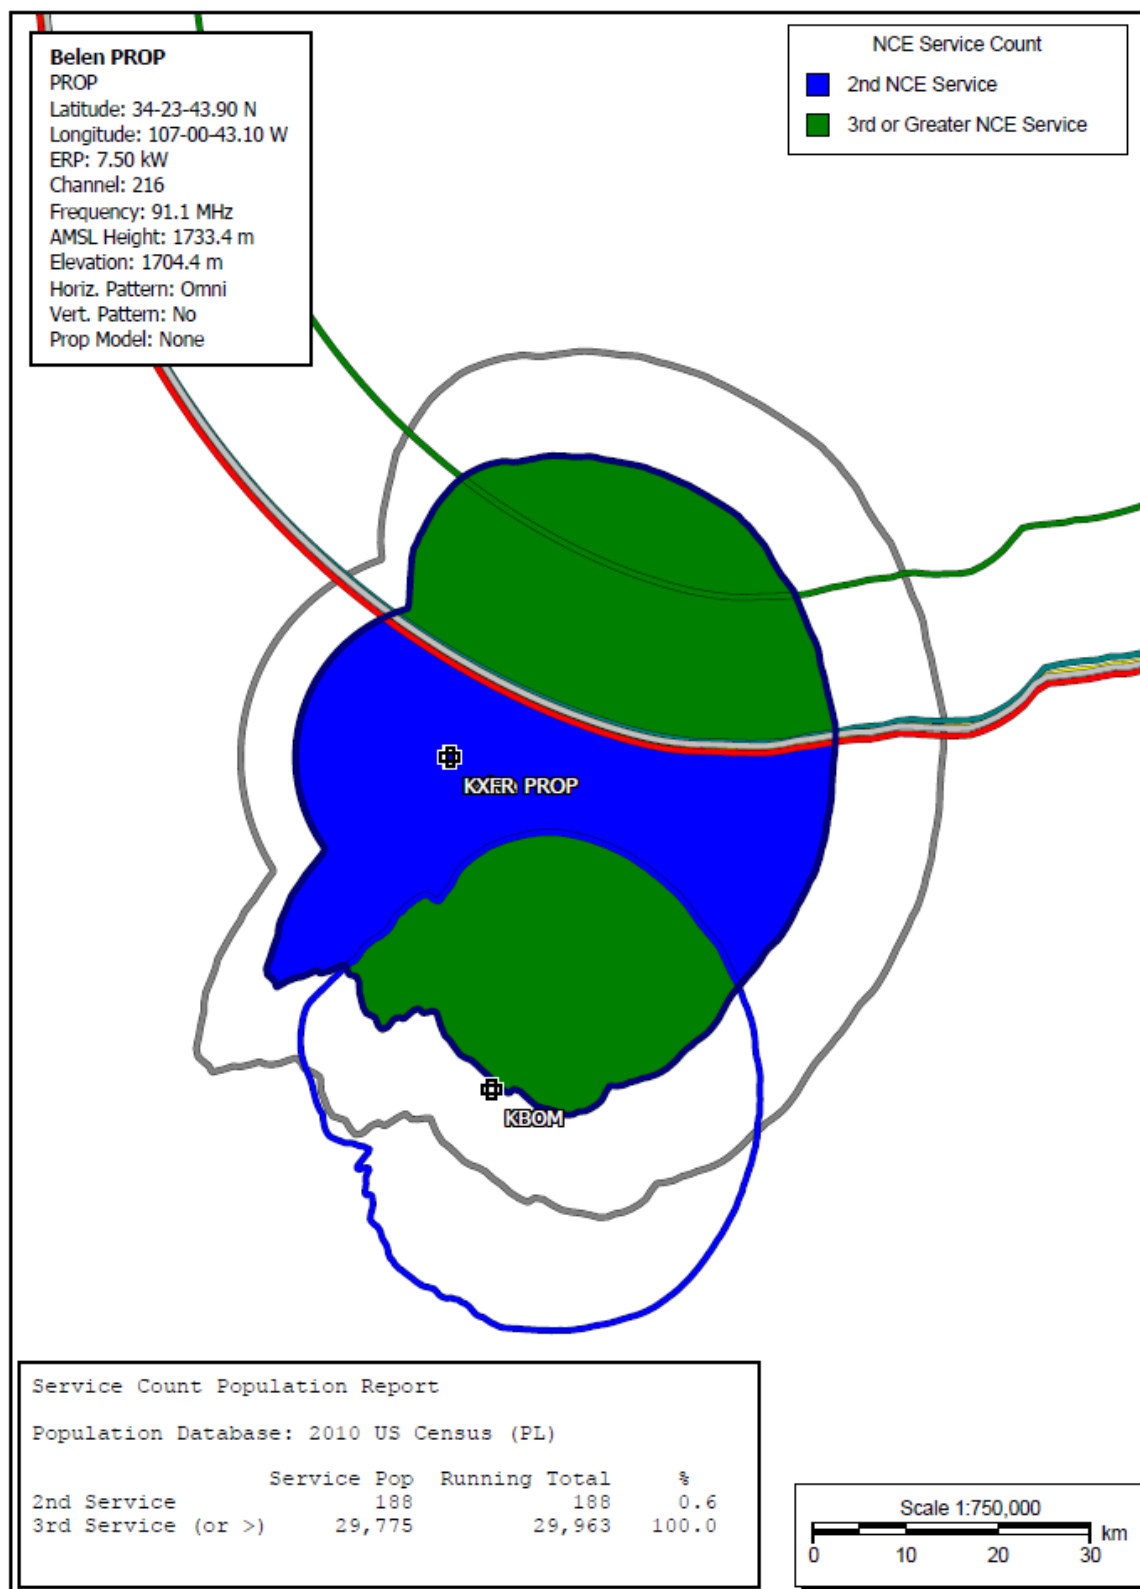 Belen PROP
PROP
Latitude: 34-23-43.90 N
Longitude: 107-00-43.10 W
ERP: 7.50 kW
Channel: 216
Frequency: 91.1 MHz
AMSL Height: 1733.4 m
Elevation: 1704.4 m
Horiz. Pattern: Omni
Vert. Pattern: No
Prop Model: None
NCE Service Count
2nd NCE Service
3rd or Greater NCE Service
PROP
KBOM
Service Count Population Report
Population Database: 2010 US Census (PL)
Service Pop Running Total %
2nd Service 188 188 0.6
3rd Service (or >) 29,775 29,963 100.0
Scale 1:750,000
km
0 10 20 30